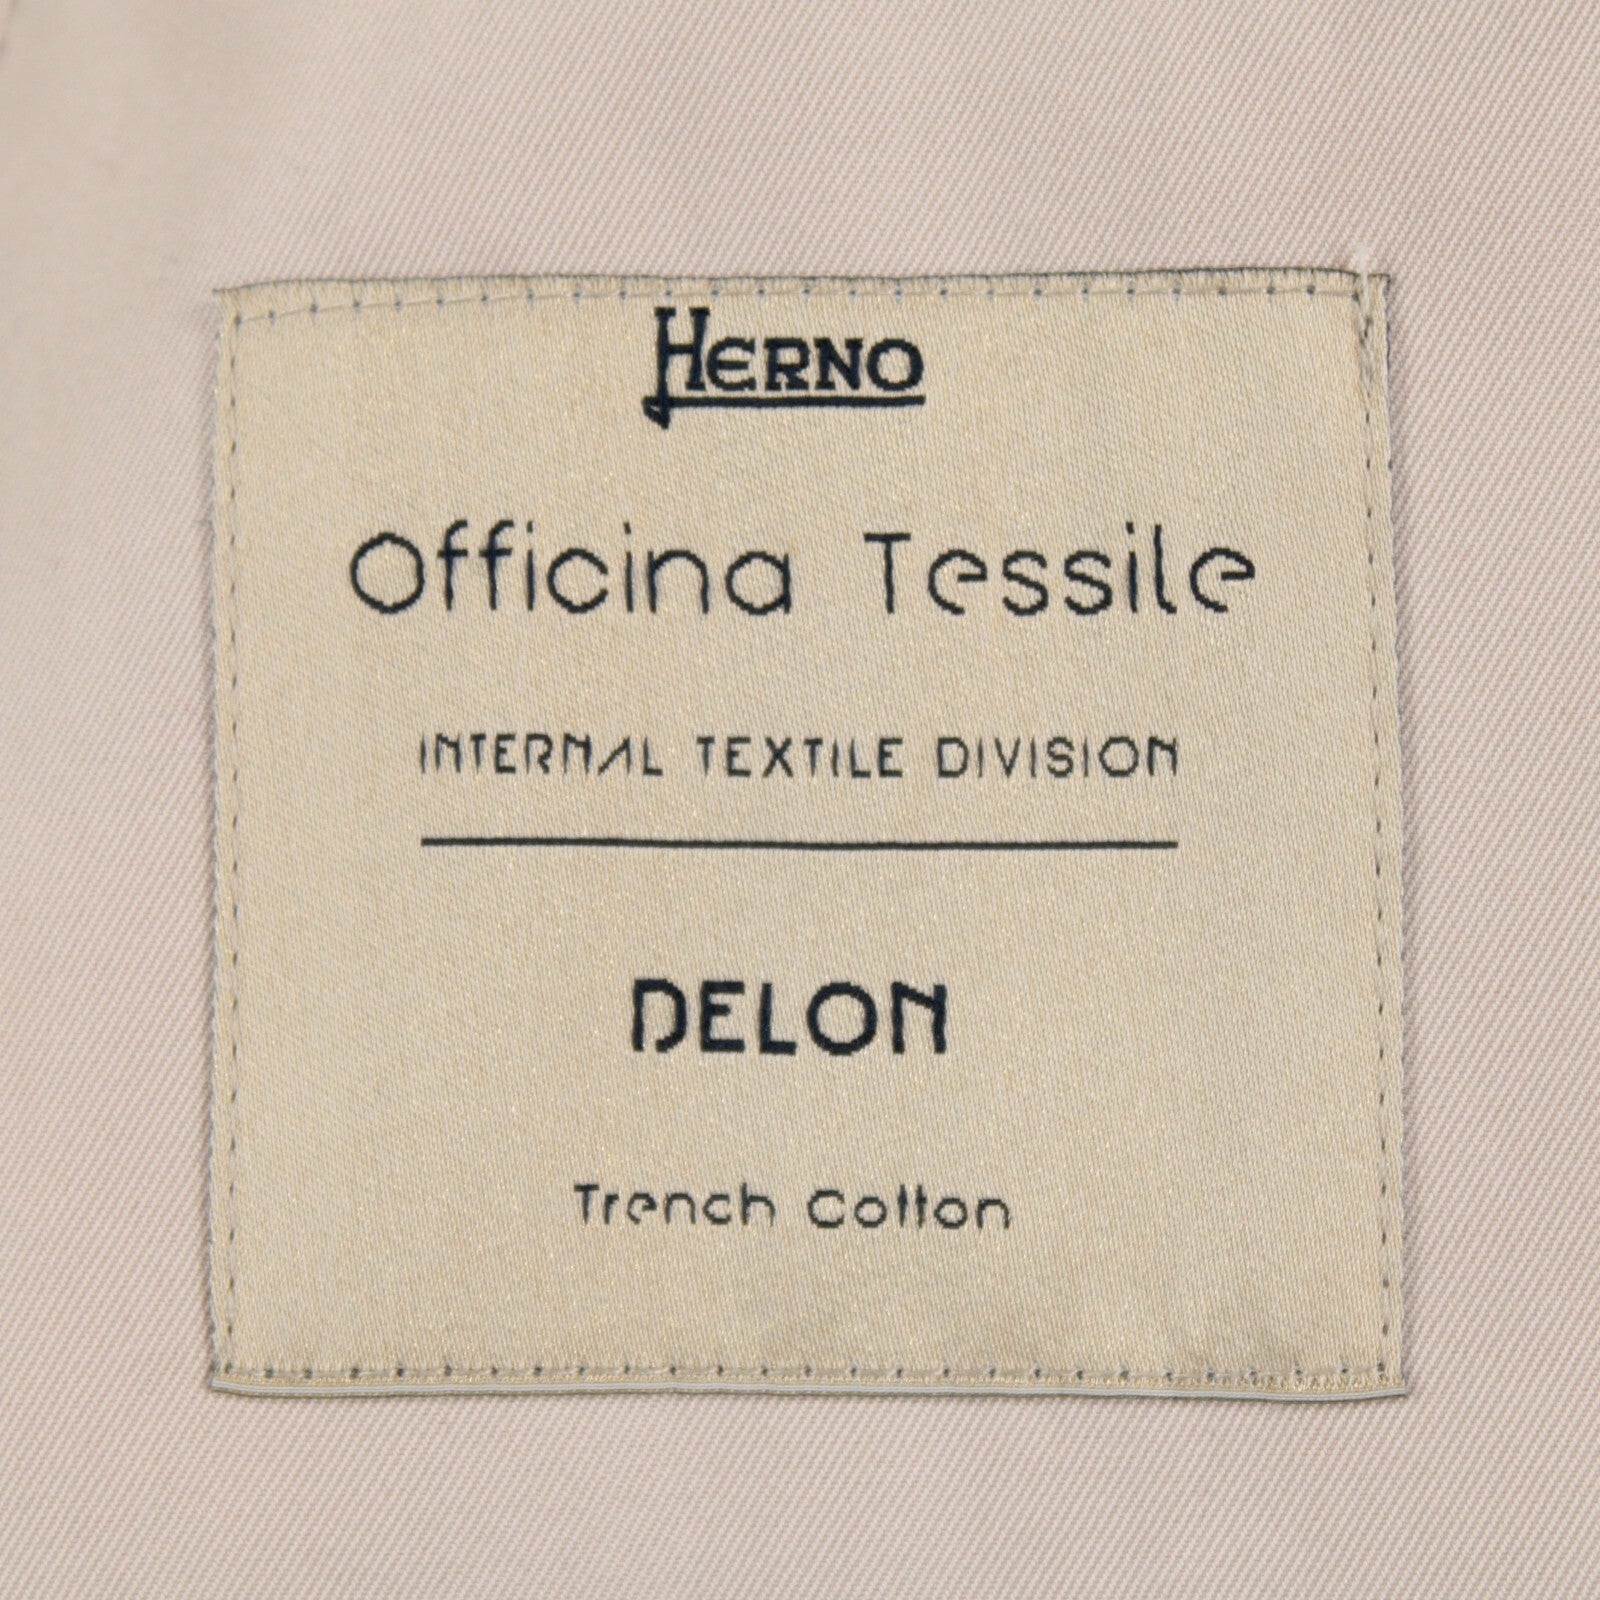 HERNO
Officina Tessile
INTERNAL TEXTILE DIVISION
DELON
Trench Cotton